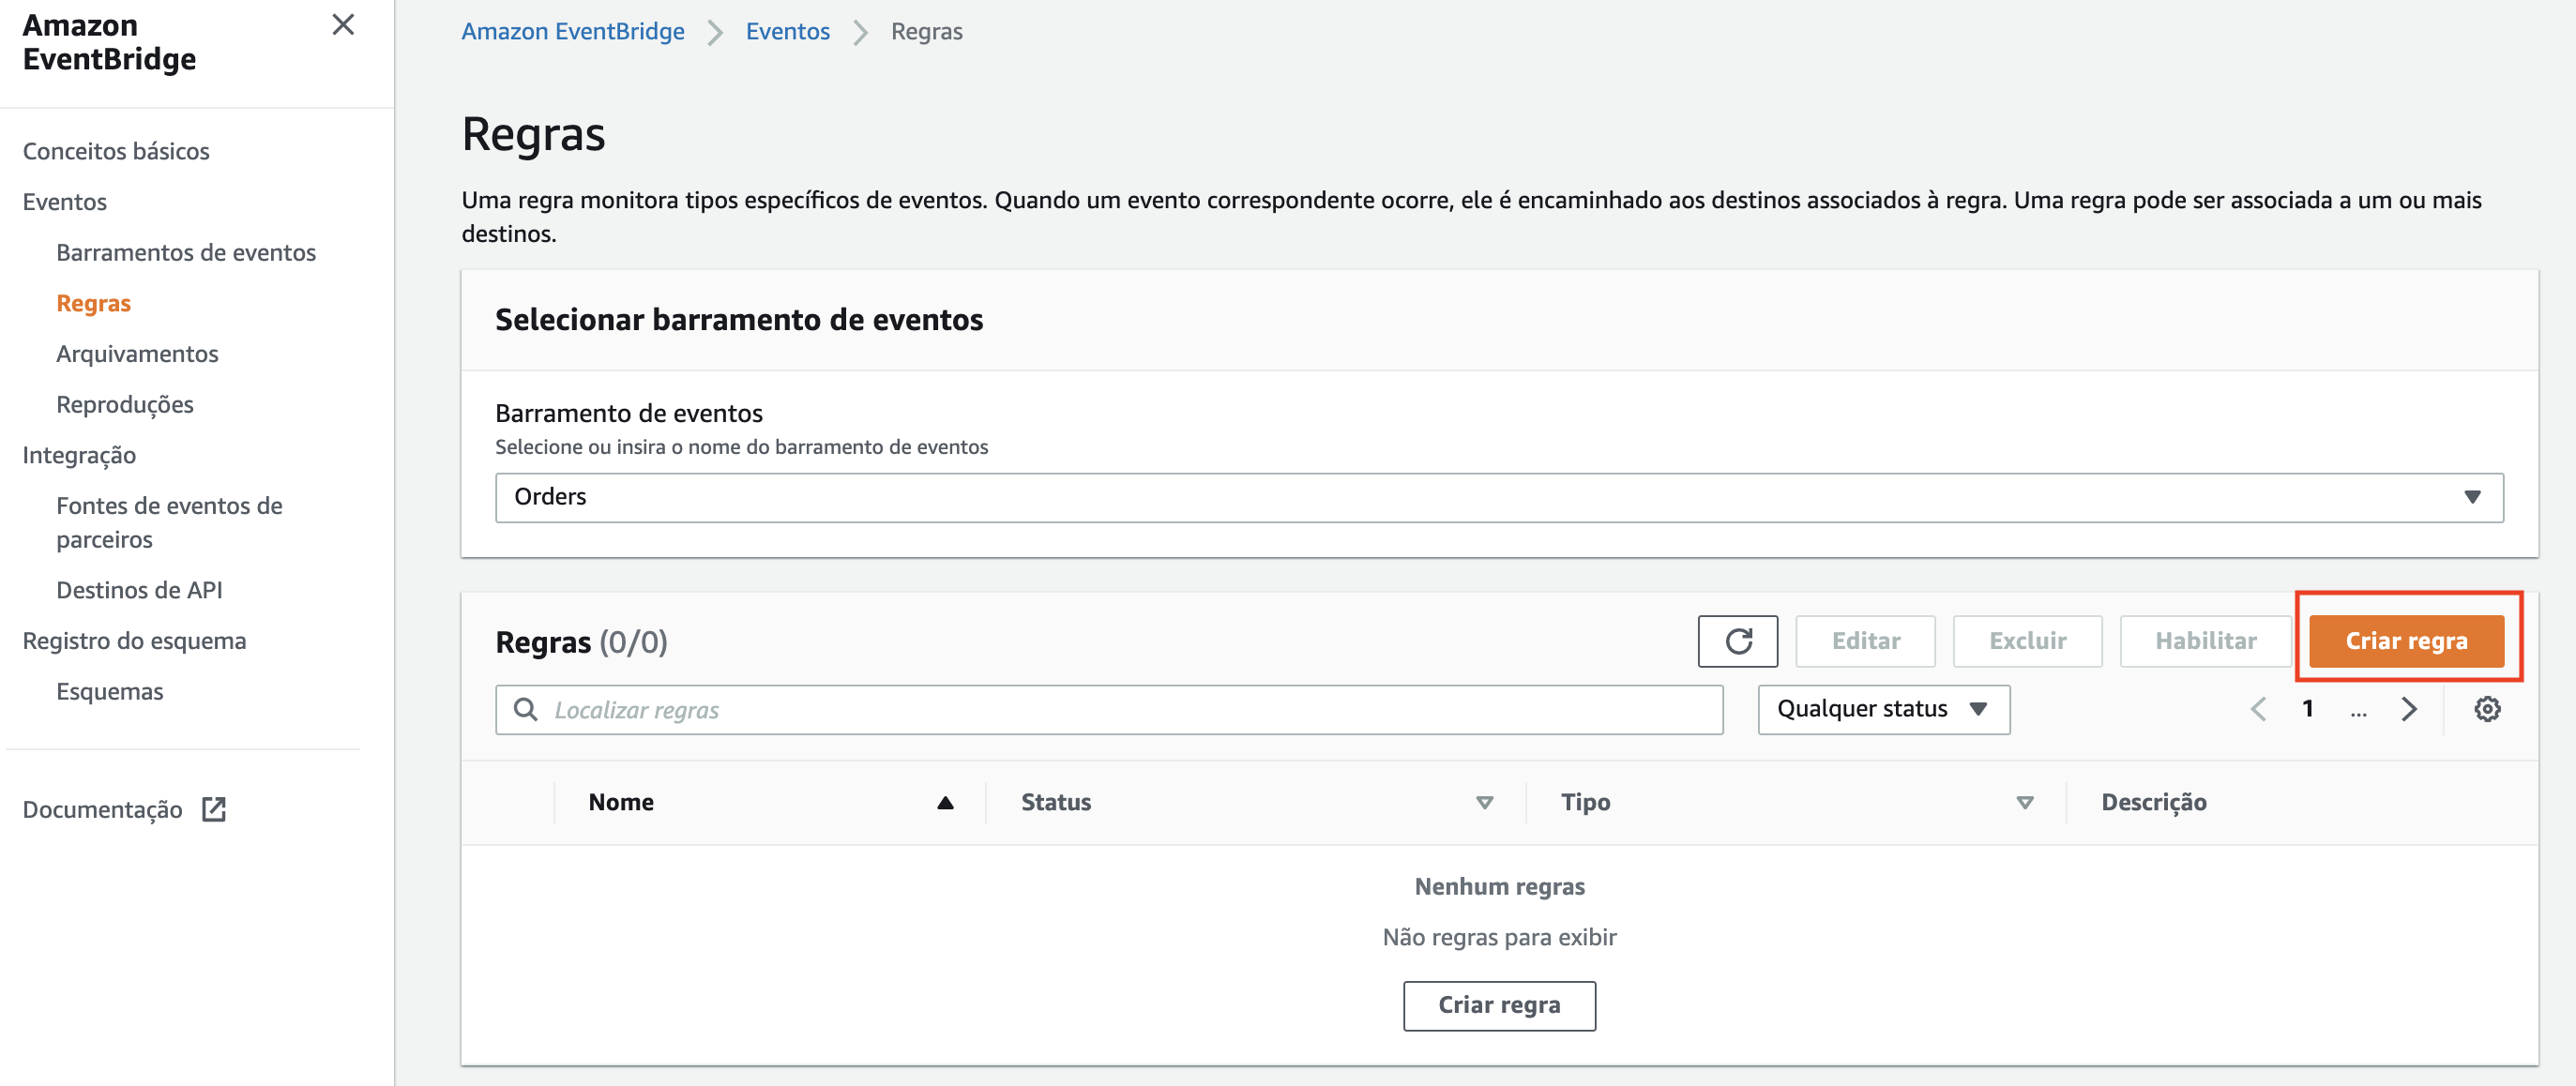 Amazon
EventBridge
Conceitos básicos
Eventos
Barramentos de eventos
Regras
Arquivamentos
Reproduções
Integração
Fontes de eventos de
parceiros
Destinos de API
Registro do esquema
Esquemas
Documentação
Amazon EventBridge Eventos Regras
Regras
Uma regra monitora tipos específicos de eventos. Quando um evento correspondente ocorre, ele é encaminhado aos destinos associados à regra. Uma regra pode ser associada a um ou mais
destinos.
Selecionar barramento de eventos
Barramento de eventos
Selecione ou insira o nome do barramento de eventos
Orders
Regras (0/0) Editar Excluir Habilitar Criar regra
Localizar regras Qualquer status 1 ...
Nome Status Tipo Descrição
Nenhum regras
Não regras para exibir
Criar regra